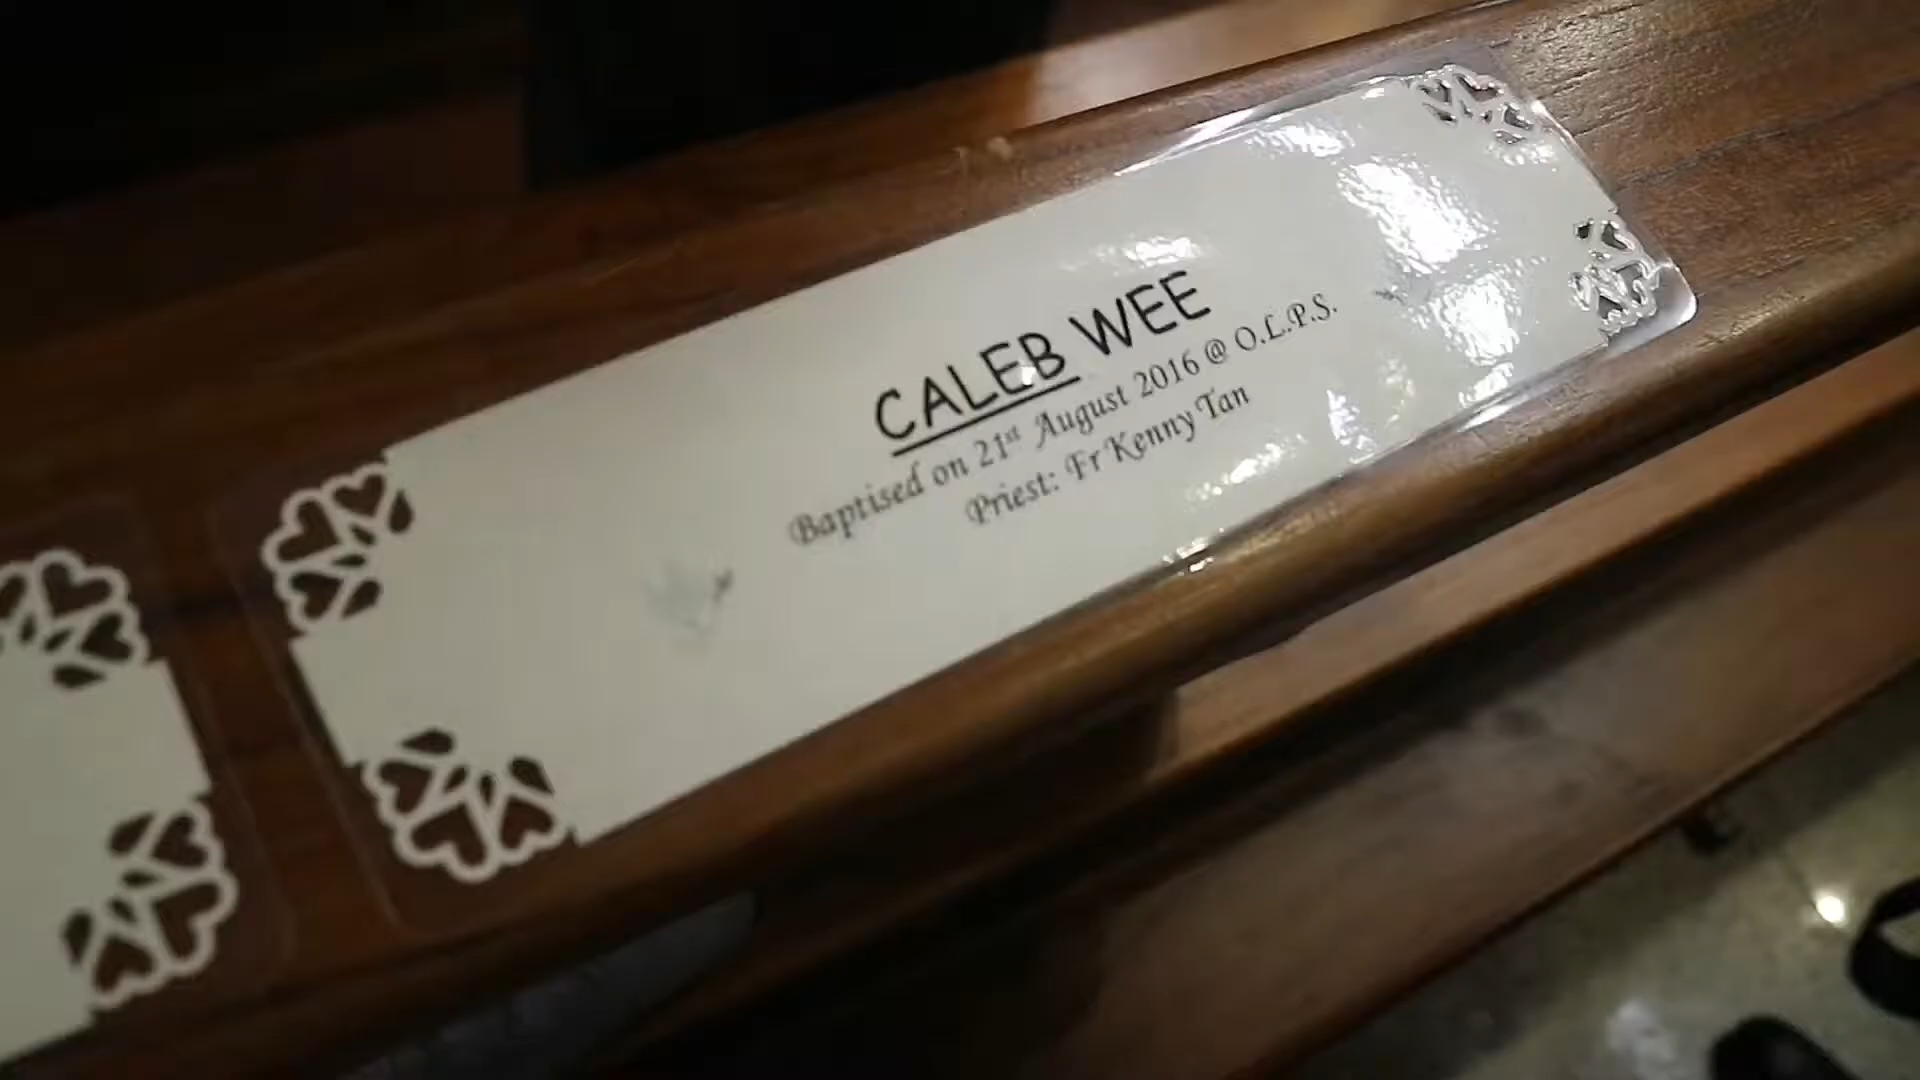 CALEB WEE
Baptised on 21st August 2016 @ O.L.P.S.
Priest: Fr Kenny Tan